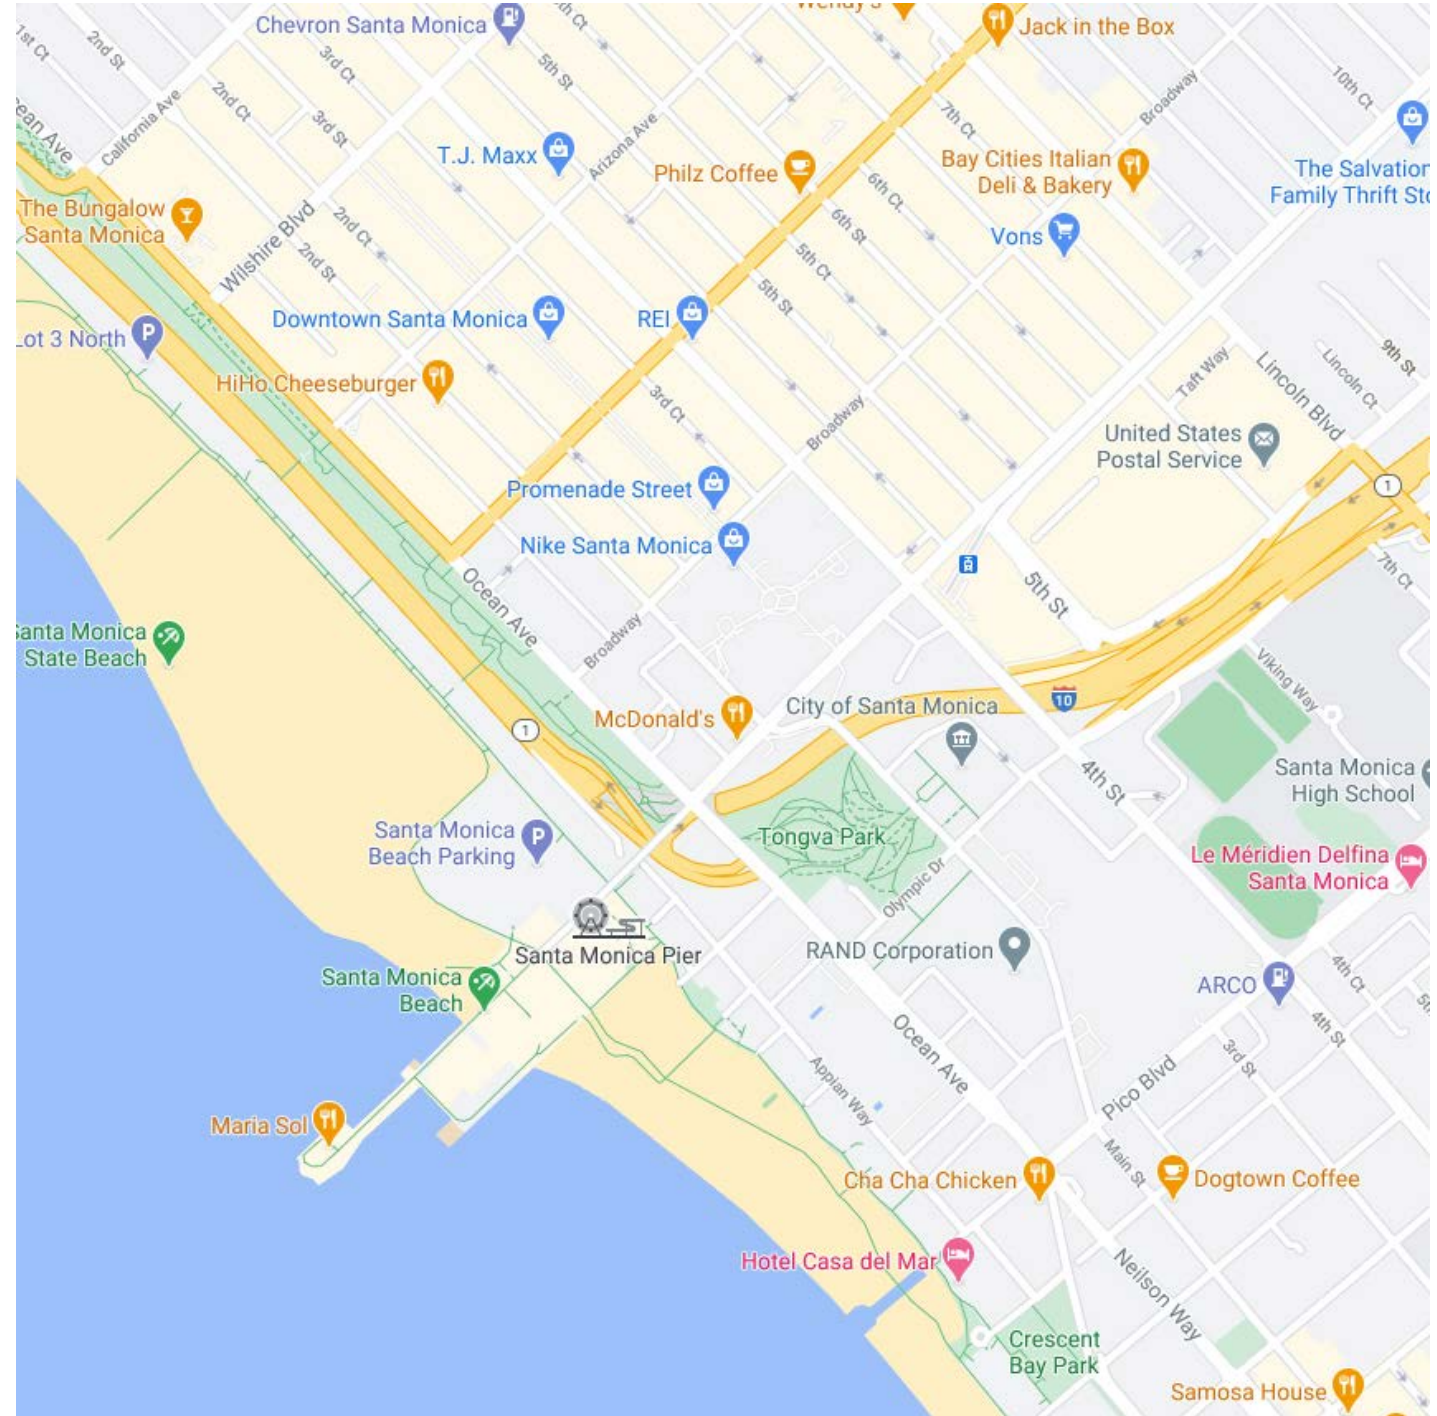 Chevron Santa Monica
Wendy's
Jack in the Box
1st Ct
2nd St
3rd Ct
5th St
2nd Ct
3rd St
California Ave
7th Ct
Broadway
10th Ct
T.J. Maxx
Arizona Ave
Philz Coffee
Bay Cities Italian
Deli & Bakery
6th Ct
The Bungalow
Santa Monica
Wilshire Blvd
2nd Ct
2nd St
6th St
5th Ct
5th St
Vons
Downtown Santa Monica
REI
Lot 3 North
HiHo Cheeseburger
3rd Ct
Broadway
Taft Way
Lincoln Blvd
Lincoln Ct
9th St
United States
Postal Service
1
Promenade Street
Nike Santa Monica
Ocean Ave
Broadway
5th St
7th Ct
Santa Monica
State Beach
Viking Way
1
McDonald's
City of Santa Monica
10
4th St
Santa Monica
High School
Santa Monica
Beach Parking
P
P
Tongva Park
Olympic Dr
Le Méridien Delfina
Santa Monica
Santa Monica Pier
RAND Corporation
Santa Monica
Beach
ARCO
4th Ct
4th St
3rd St
Ocean Ave
Appian Way
Pico Blvd
Main St
Maria Sol
Cha Cha Chicken
Dogtown Coffee
Hotel Casa del Mar
Neilson Way
Crescent
Bay Park
Samosa House